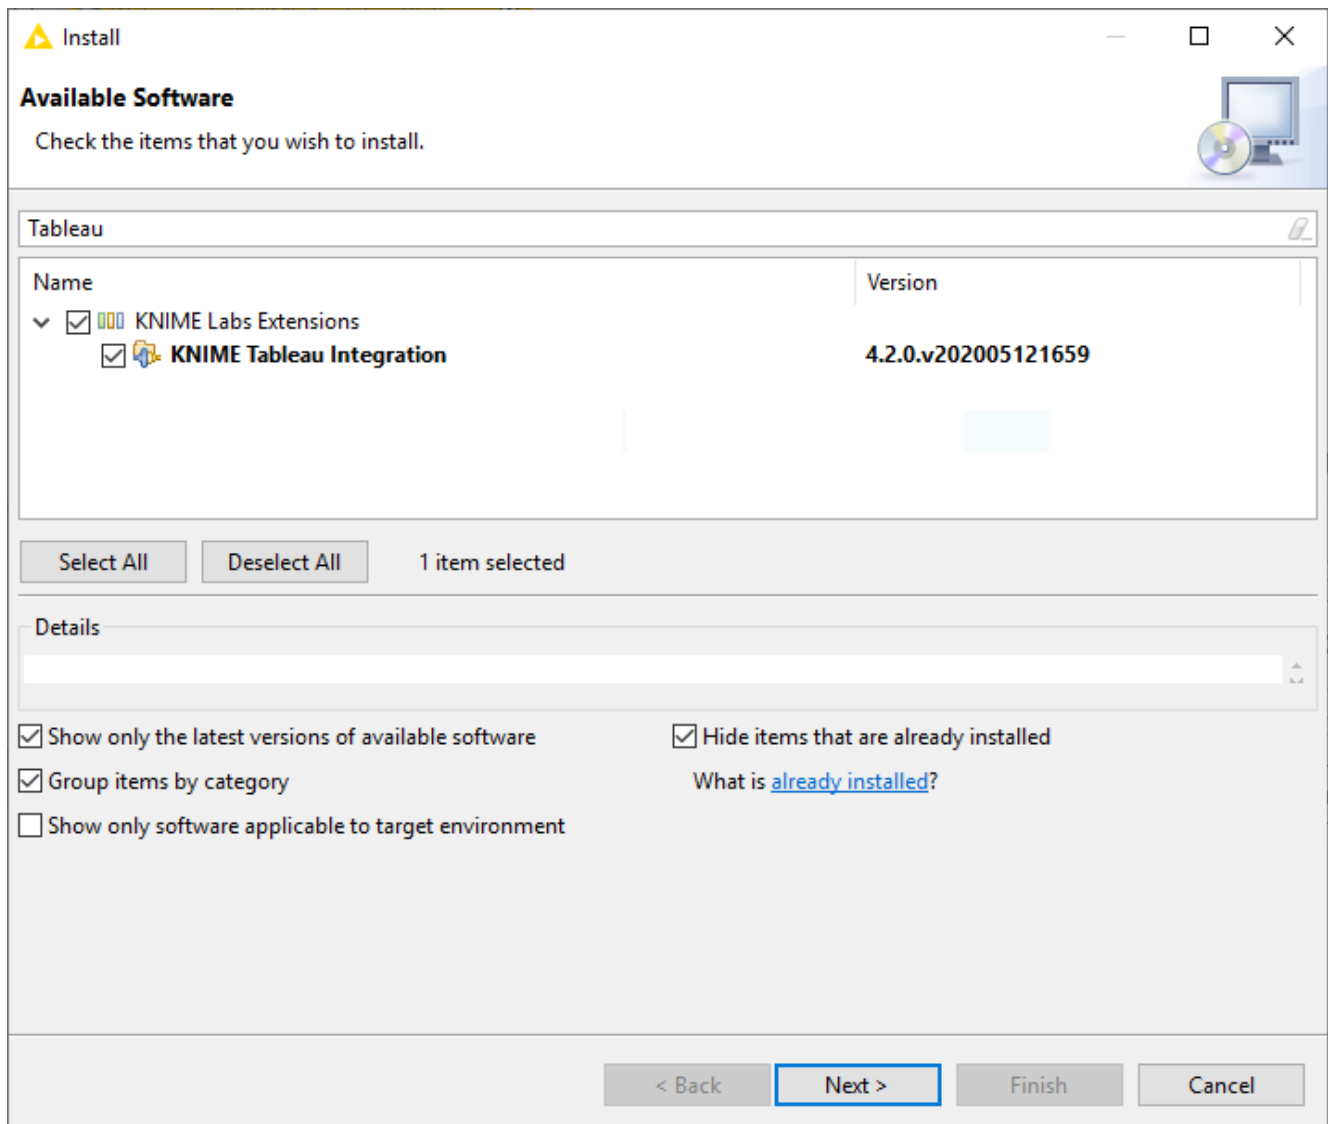 Install
Available Software
Check the items that you wish to install.
Tableau
Name Version
KNIME Labs Extensions
KNIME Tableau Integration 4.2.0.v202005121659
Select All Deselect All 1 item selected
Details
Show only the latest versions of available software Hide items that are already installed
Group items by category What is already installed?
Show only software applicable to target environment
< Back Next > Finish Cancel